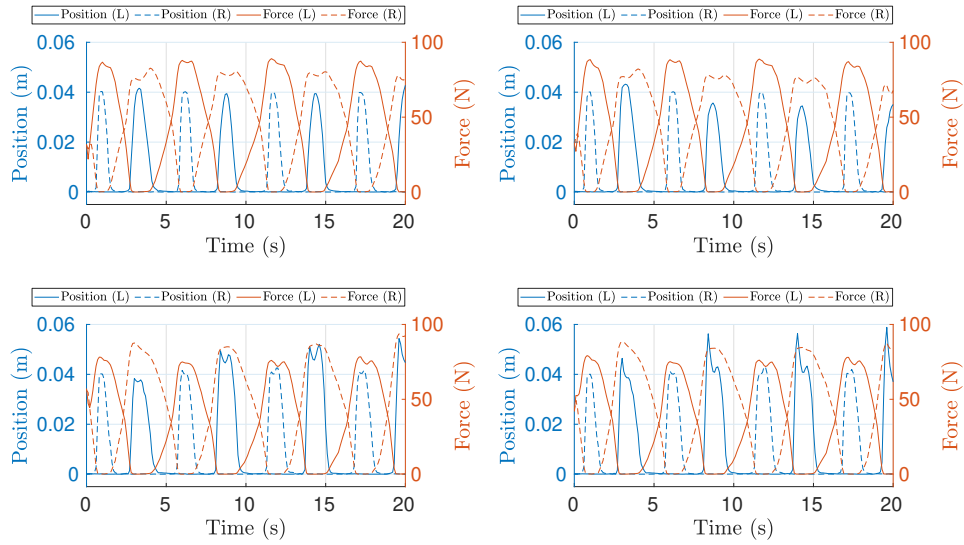 Position (L) Position (R) Force (L) Force (R)
Position (L) Position (R) Force (L) Force (R)
0.06 100 0.06 100
0.04 0.04
50 50
0.02 0.02
0 0 0 0
Position (m) Force (N) Position (m) Force (N)
0 5 10 15 20 0 5 10 15 20
Time (s) Time (s)
Position (L) Position (R) Force (L) Force (R)
Position (L) Position (R) Force (L) Force (R)
0.06 100 0.06 100
0.04 0.04
50 50
0.02 0.02
0 0 0 0
Position (m) Force (N) Position (m) Force (N)
0 5 10 15 20 0 5 10 15 20
Time (s) Time (s)